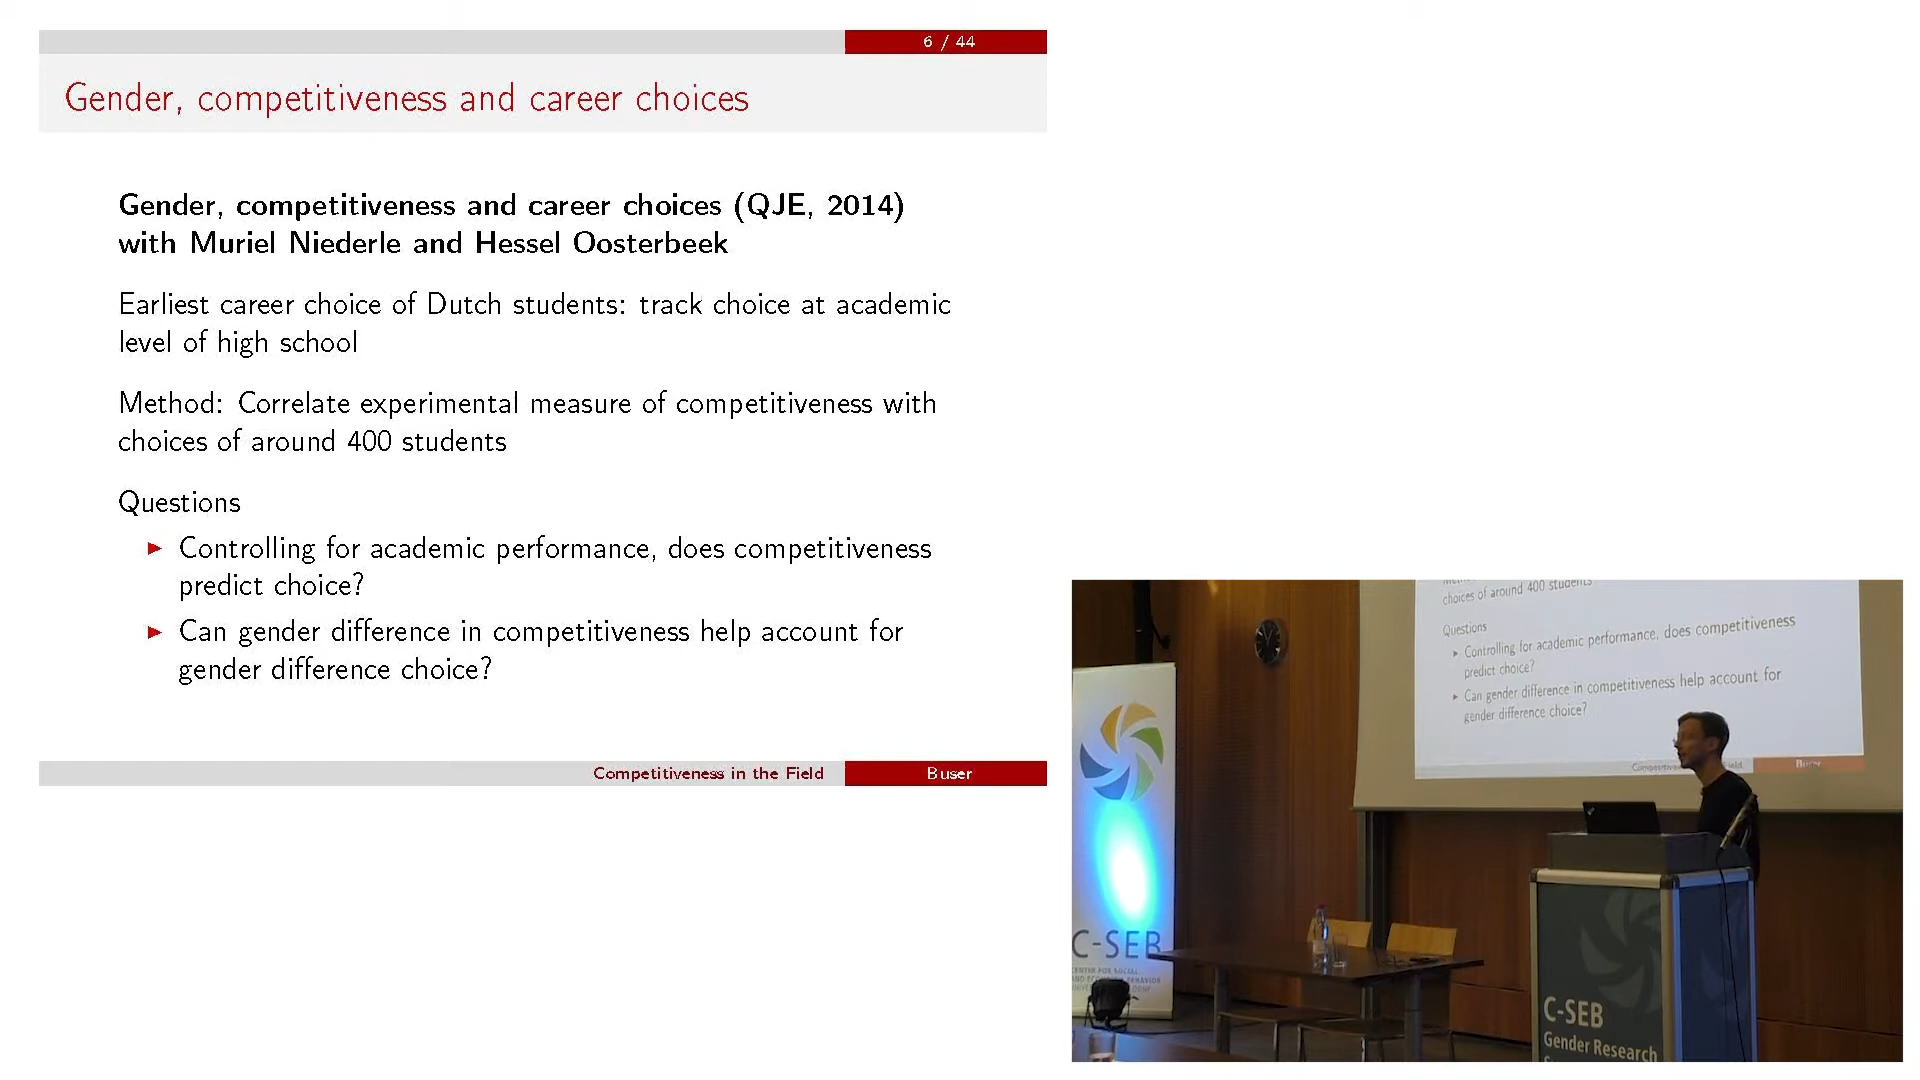 6 / 44
Gender, competitiveness and career choices
Gender, competitiveness and career choices (QJE, 2014)
with Muriel Niederle and Hessel Oosterbeek
Earliest career choice of Dutch students: track choice at academic
level of high school
Method: Correlate experimental measure of competitiveness with
choices of around 400 students
Questions
Controlling for academic performance, does competitiveness
predict choice?
Can gender difference in competitiveness help account for
gender difference choice?
Competitiveness in the Field
Buser
choices of around 400 students
Questions
Controlling for academic performance, does competitiveness
predict choice?
Can gender difference in competitiveness help account for
gender difference choice?
Buser
C-SEB
CENTER FOR SOCIAL
C-SEB
Gender Research